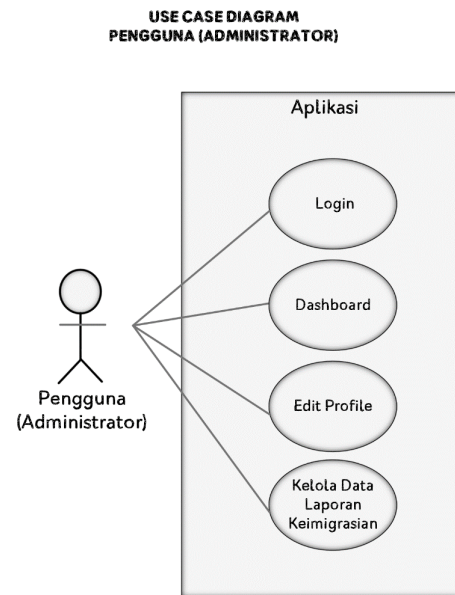 USE CASE DIAGRAM
PENGGUNA (ADMINISTRATOR)
Aplikasi
Login
Dashboard
Edit Profile
Kelola Data
Laporan
Keimigrasian
Pengguna
(Administrator)